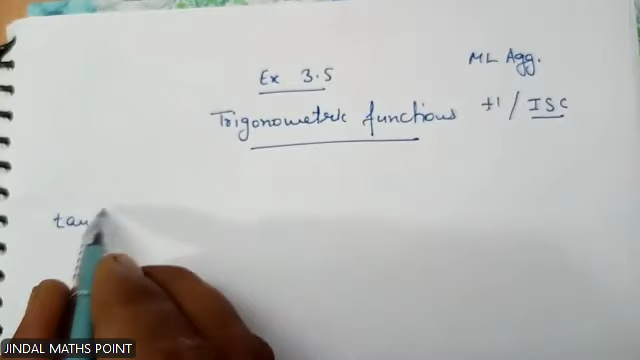 Ex 3.5
ML Agg.
Trigonometric functions +1 / ISC
tan
JINDAL MATHS POINT